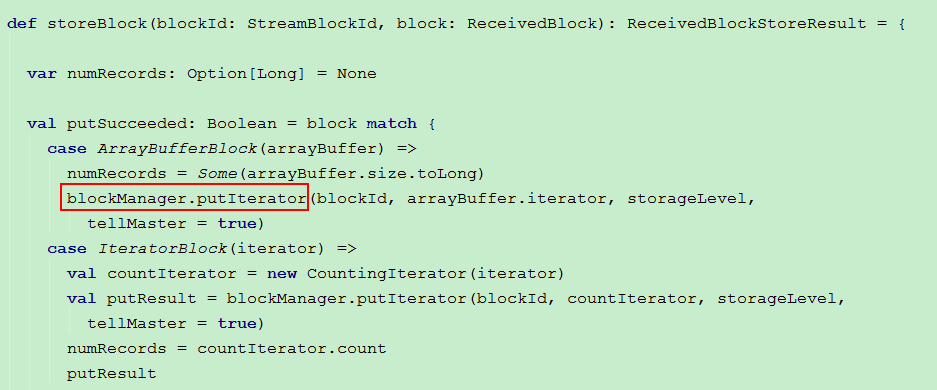 def storeBlock(blockId: StreamBlockId, block: ReceivedBlock): ReceivedBlockStoreResult = {
var numRecords: Option[Long] = None
val putSucceeded: Boolean = block match {
case ArrayBufferBlock(arrayBuffer) =>
numRecords = Some(arrayBuffer.size.toLong)
blockManager.putIterator(blockId, arrayBuffer.iterator, storageLevel,
tellMaster = true)
case IteratorBlock(iterator) =>
val countIterator = new CountingIterator(iterator)
val putResult = blockManager.putIterator(blockId, countIterator, storageLevel,
tellMaster = true)
numRecords = countIterator.count
putResult